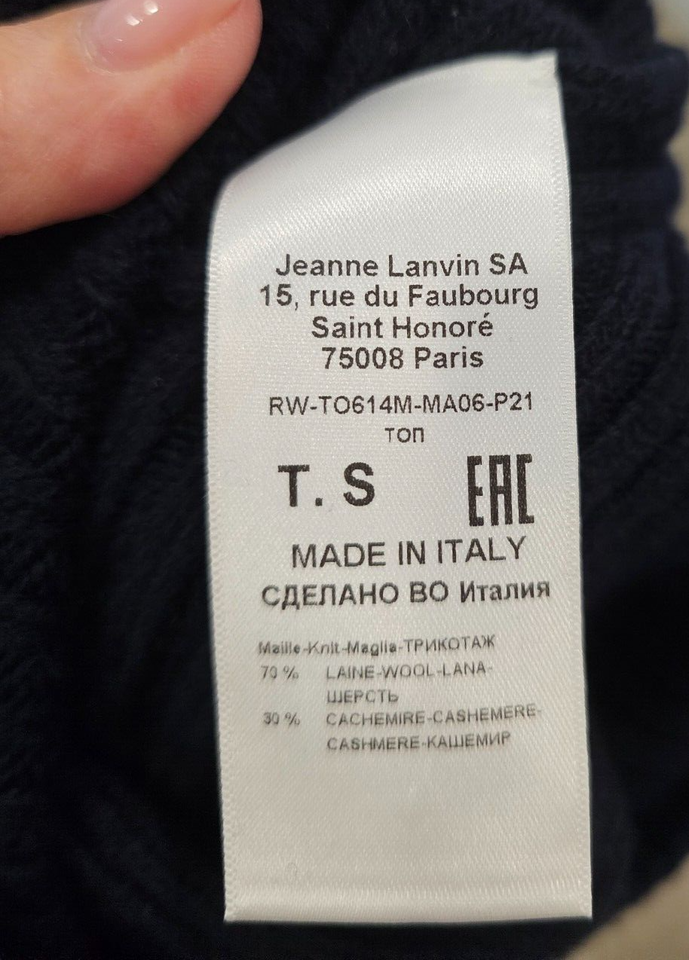 Jeanne Lanvin SA
15, rue du Faubourg
Saint Honoré
75008 Paris
RW-TO614M-MA06-P21
топ
T. S EAC
MADE IN ITALY
СДЕЛАНО ВО Италия
Maille-Knit-Maglia-ТРИКОТАЖ
70 % LAINE-WOOL-LANA-
ШЕРСТЬ
30 % CACHEMIRE-CASHEMERE-
CASHMERE-КАШЕМИР